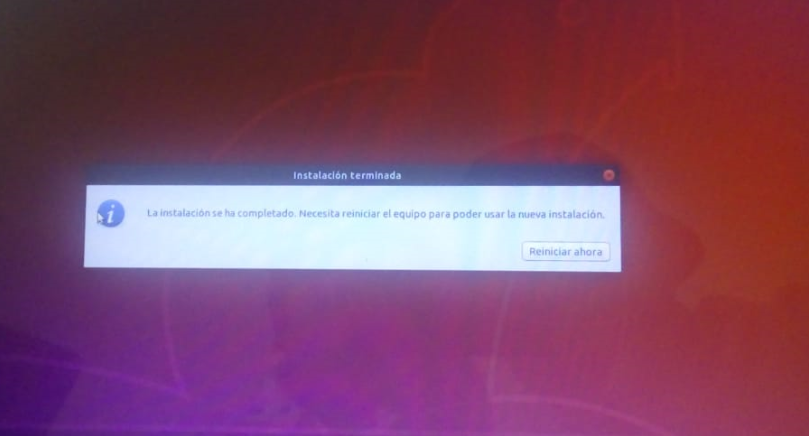 Instalación terminada
La instalación se ha completado. Necesita reiniciar el equipo para poder usar la nueva instalación.
Reiniciar ahora